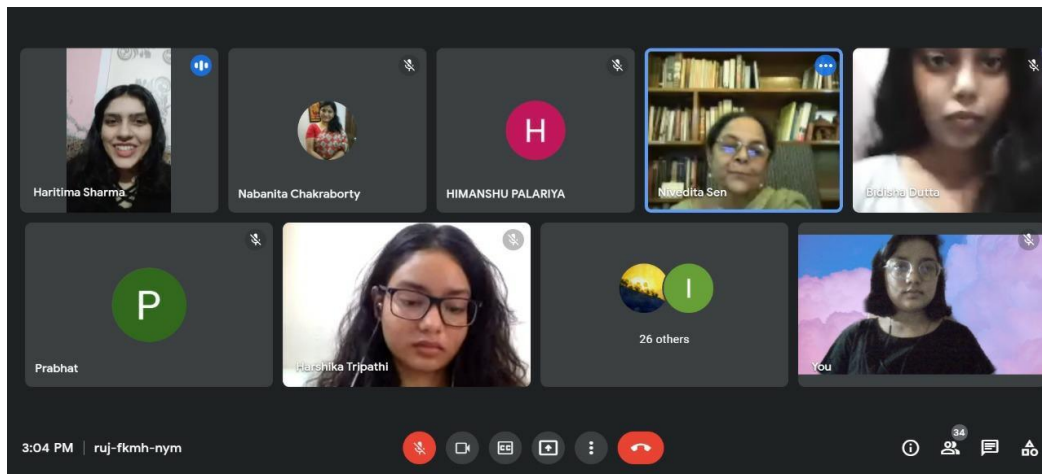 Haritima Sharma
Nabanita Chakraborty
H
HIMANSHU PALARIYA
Nivedita Sen
Bidisha Dutta
P
Prabhat
Harshika Tripathi
I
26 others
You
3:04 PM | ruj-fkmh-nym
CC
34